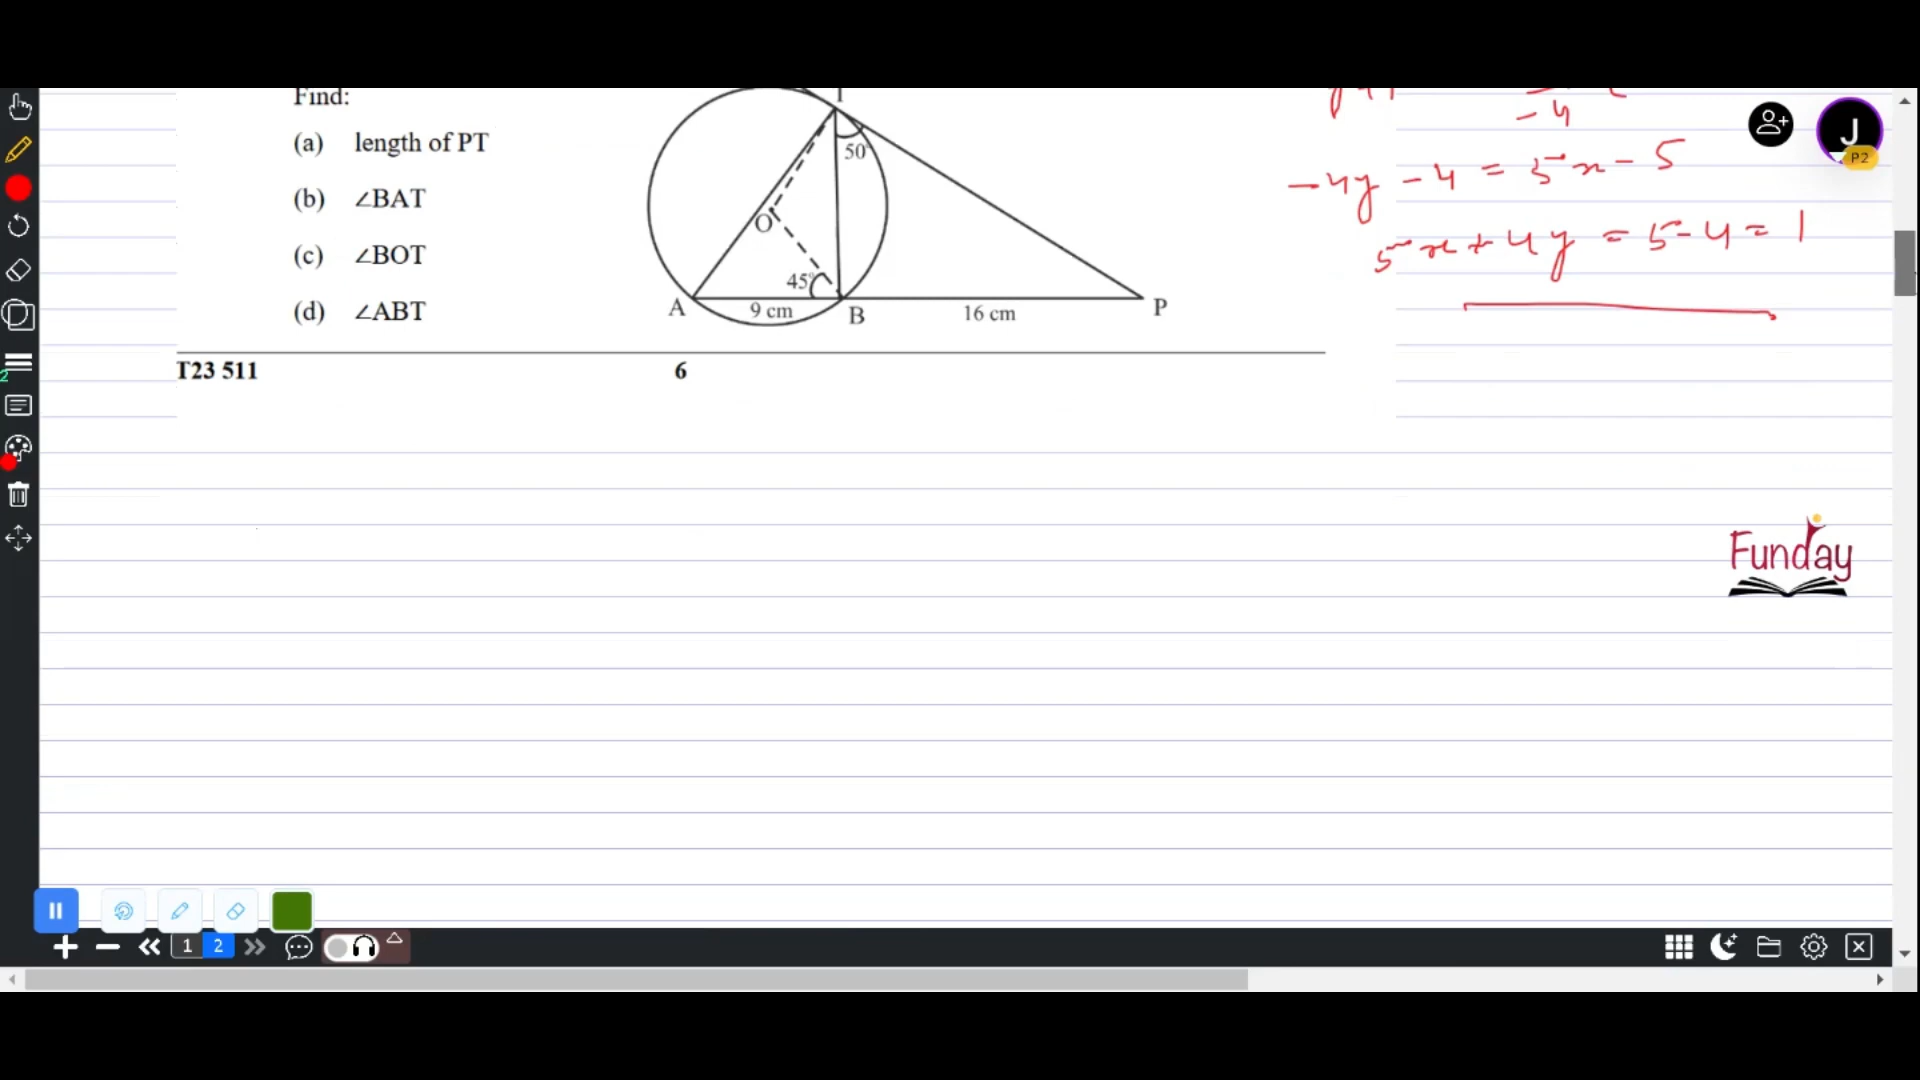 Find:
(a) length of PT
(b) ∠BAT
(c) ∠BOT
(d) ∠ABT
T
50°
O
45°
A
9 cm
B
16 cm
P
T23 511
6
-4
-4y - 4 = 5x - 5
5x + 4y = 5 - 4 = 1
J
P2
Funday
2
1 2